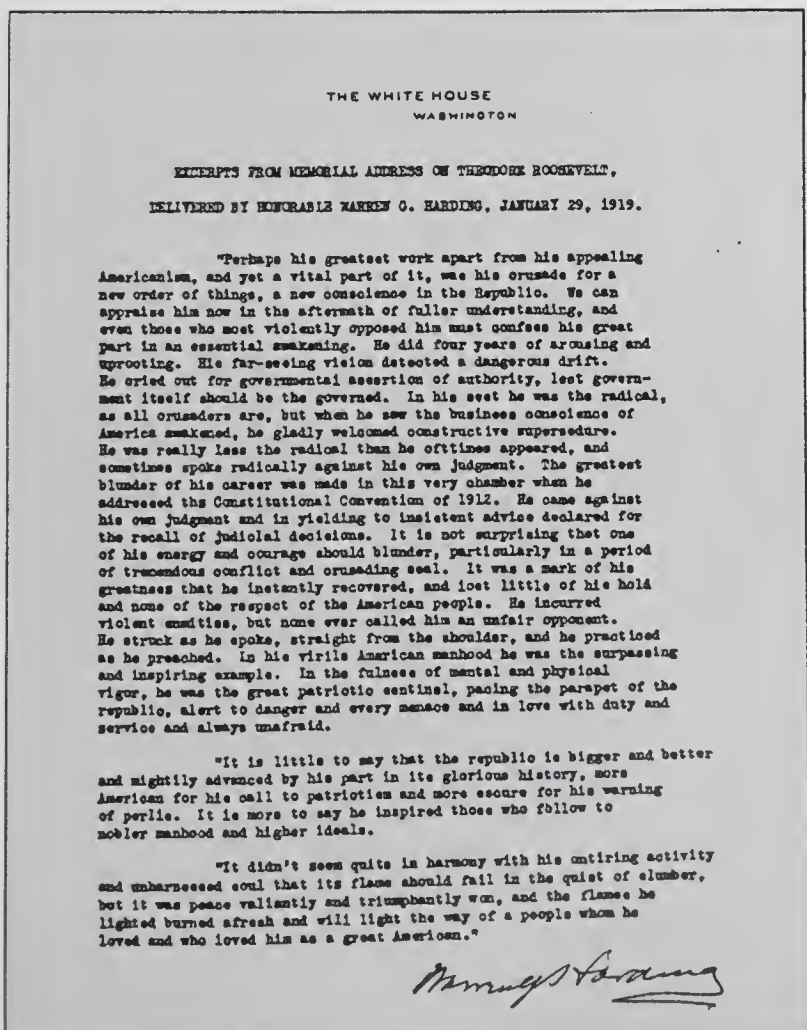 THE WHITE HOUSE
WASHINGTON
EXCERPTS FROM MEMORIAL ADDRESS ON THEODORE ROOSEVELT,
DELIVERED BY HONORABLE WARREN G. HARDING, JANUARY 29, 1919.
"Perhaps his greatest work apart from his appealing
Americanism, and yet a vital part of it, was his crusade for a
new order of things, a new conscience in the Republic. We can
appraise him now in the aftermath of fuller understanding, and
even those who most violently opposed him must confess his great
part in an essential awakening. He did four years of arousing and
uprooting. His far-seeing vision detected a dangerous drift.
He cried out for governmental assertion of authority, lest govern-
ment itself should be the governed. In his zest he was the radical,
as all crusaders are, but when he saw the business conscience of
America awakened, he gladly welcomed constructive supersedure.
He was really less the radical than he ofttimes appeared, and
sometimes spoke radically against his own judgment. The greatest
blunder of his career was made in this very chamber when he
addressed the Constitutional Convention of 1912. He came against
his own judgment and in yielding to insistent advice declared for
the recall of judicial decisions. It is not surprising that one
of his energy and courage should blunder, particularly in a period
of tremendous conflict and crusading zeal. It was a mark of his
greatness that he instantly recovered, and lost little of his hold
and none of the respect of the American people. He incurred
violent enmities, but none ever called him an unfair opponent.
He struck as he spoke, straight from the shoulder, and he practiced
as he preached. In his virile American manhood he was the surpassing
and inspiring example. In the fulness of mental and physical
vigor, he was the great patriotic sentinel, pacing the parapet of the
republic, alert to danger and every menace and in love with duty and
service and always unafraid.
"It is little to say that the republic is bigger and better
and mightily advanced by his part in its glorious history, more
American for his call to patriotism and more secure for his warning
of perils. It is more to say he inspired those who follow to
nobler manhood and higher ideals.
"It didn't seem quite in harmony with his untiring activity
and unharnessed soul that its flame should fail in the quiet of slumber,
but it was peace valiantly and triumphantly won, and the flames he
lighted burned afresh and will light the way of a people whom he
loved and who loved him as a great American."
Warren G Harding